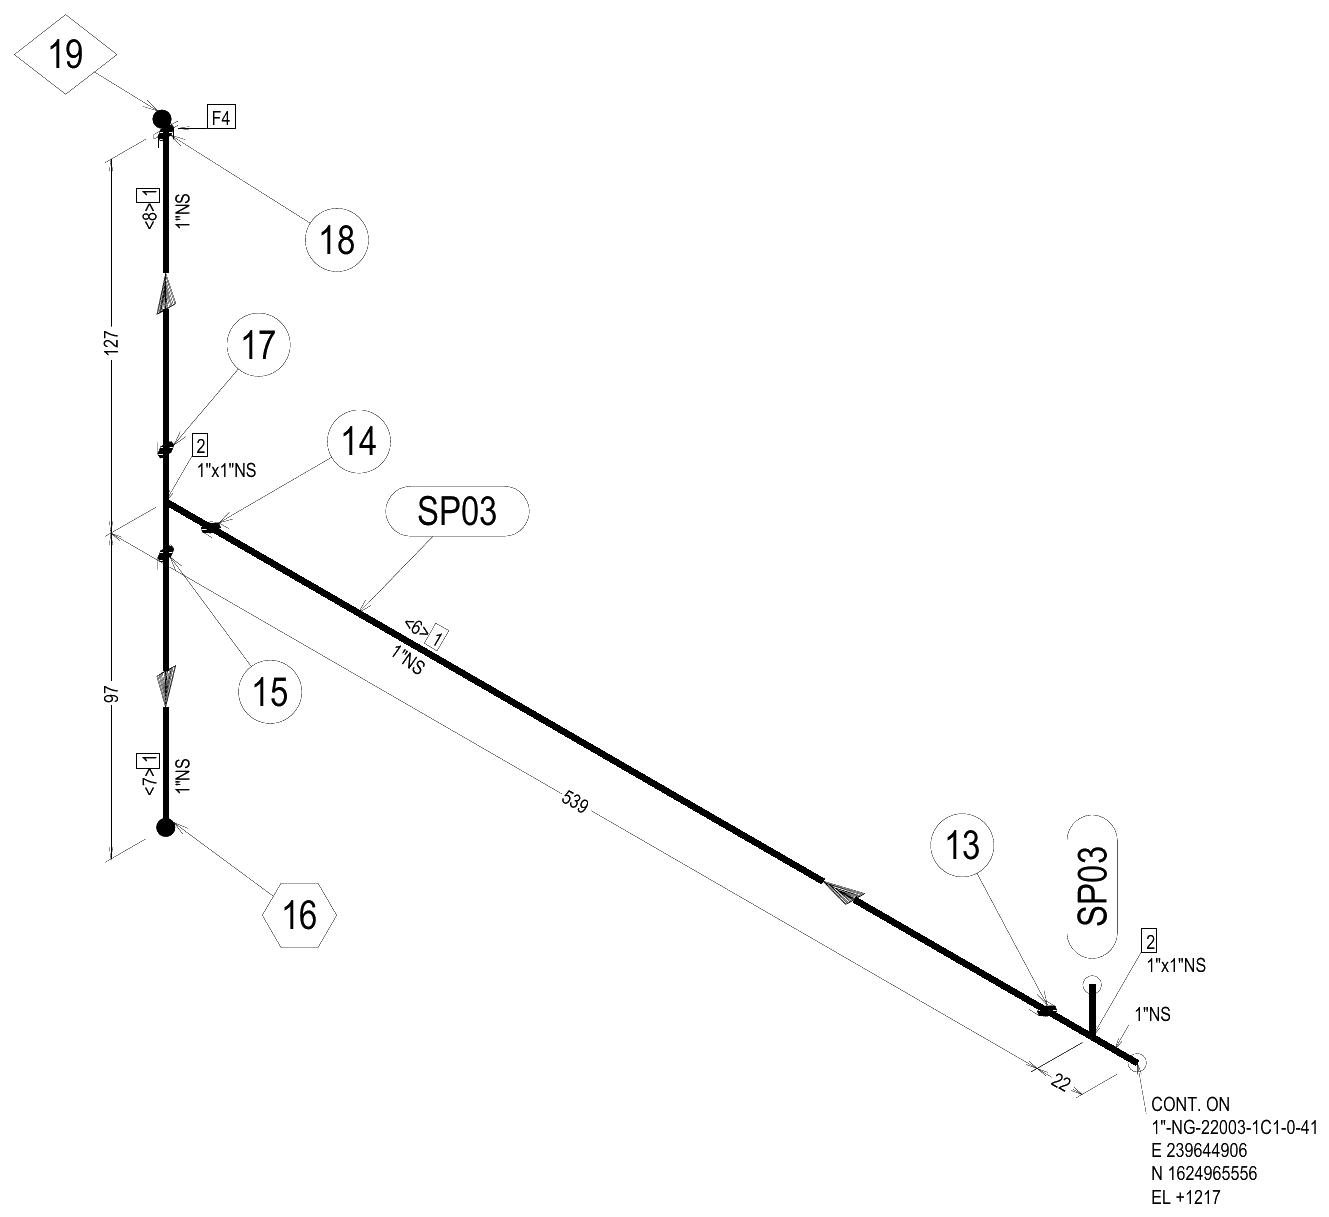 19
F4
<8> 1
1"NS
18
127
17
2
1"x1"NS
14
SP03
<6> 1
1"NS
15
97
<7> 1
1"NS
539
16
13
SP03
2
1"x1"NS
1"NS
22
CONT. ON
1"-NG-22003-1C1-0-41
E 239644906
N 1624965556
EL +1217